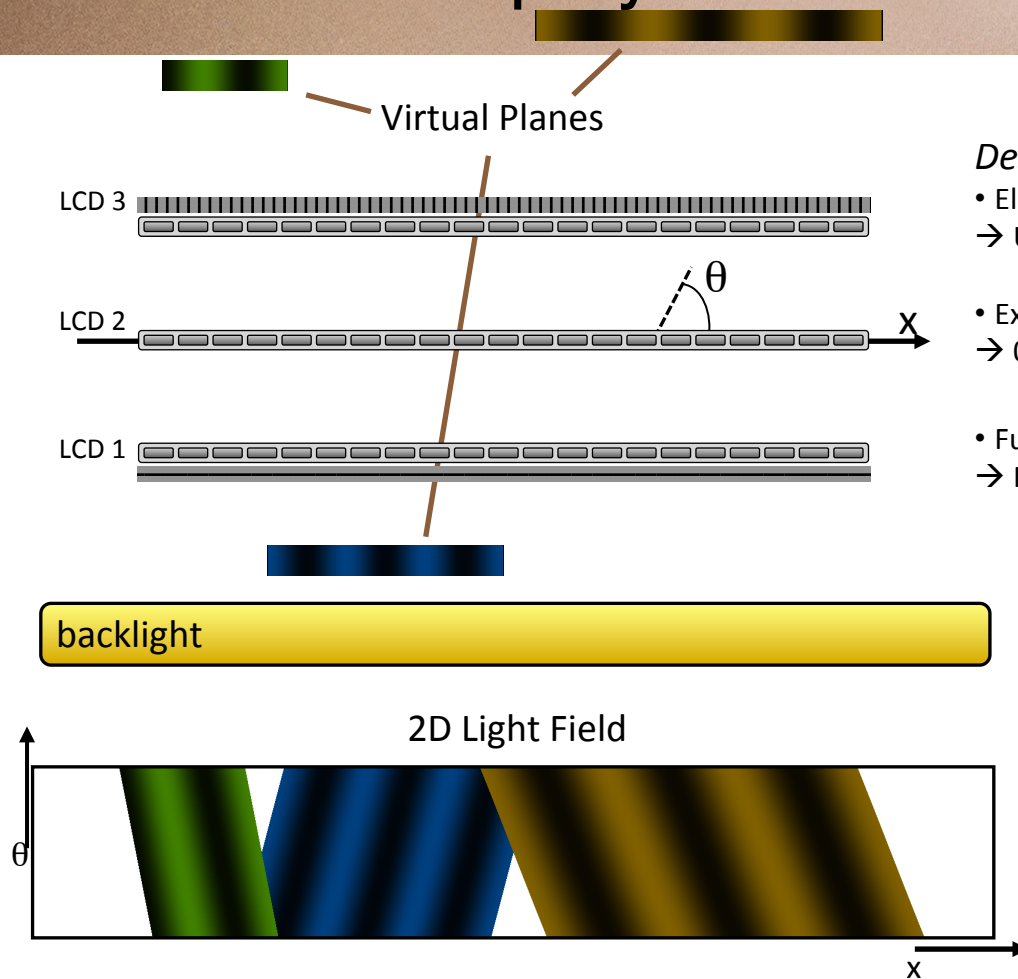 Virtual Planes
LCD 3
θ
LCD 2
x
LCD 1
backlight
2D Light Field
θ
x